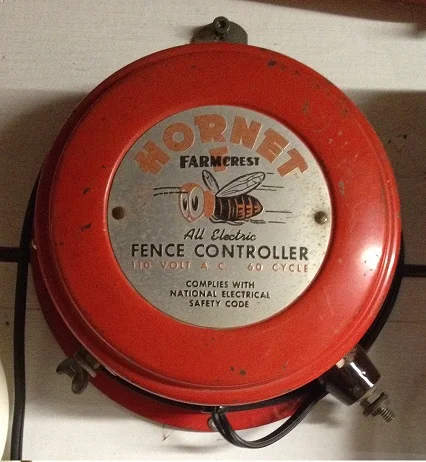 HORNET
FARMCREST
All Electric
FENCE CONTROLLER
110 VOLT A.C. 60 CYCLE
COMPLIES WITH
NATIONAL ELECTRICAL
SAFETY CODE